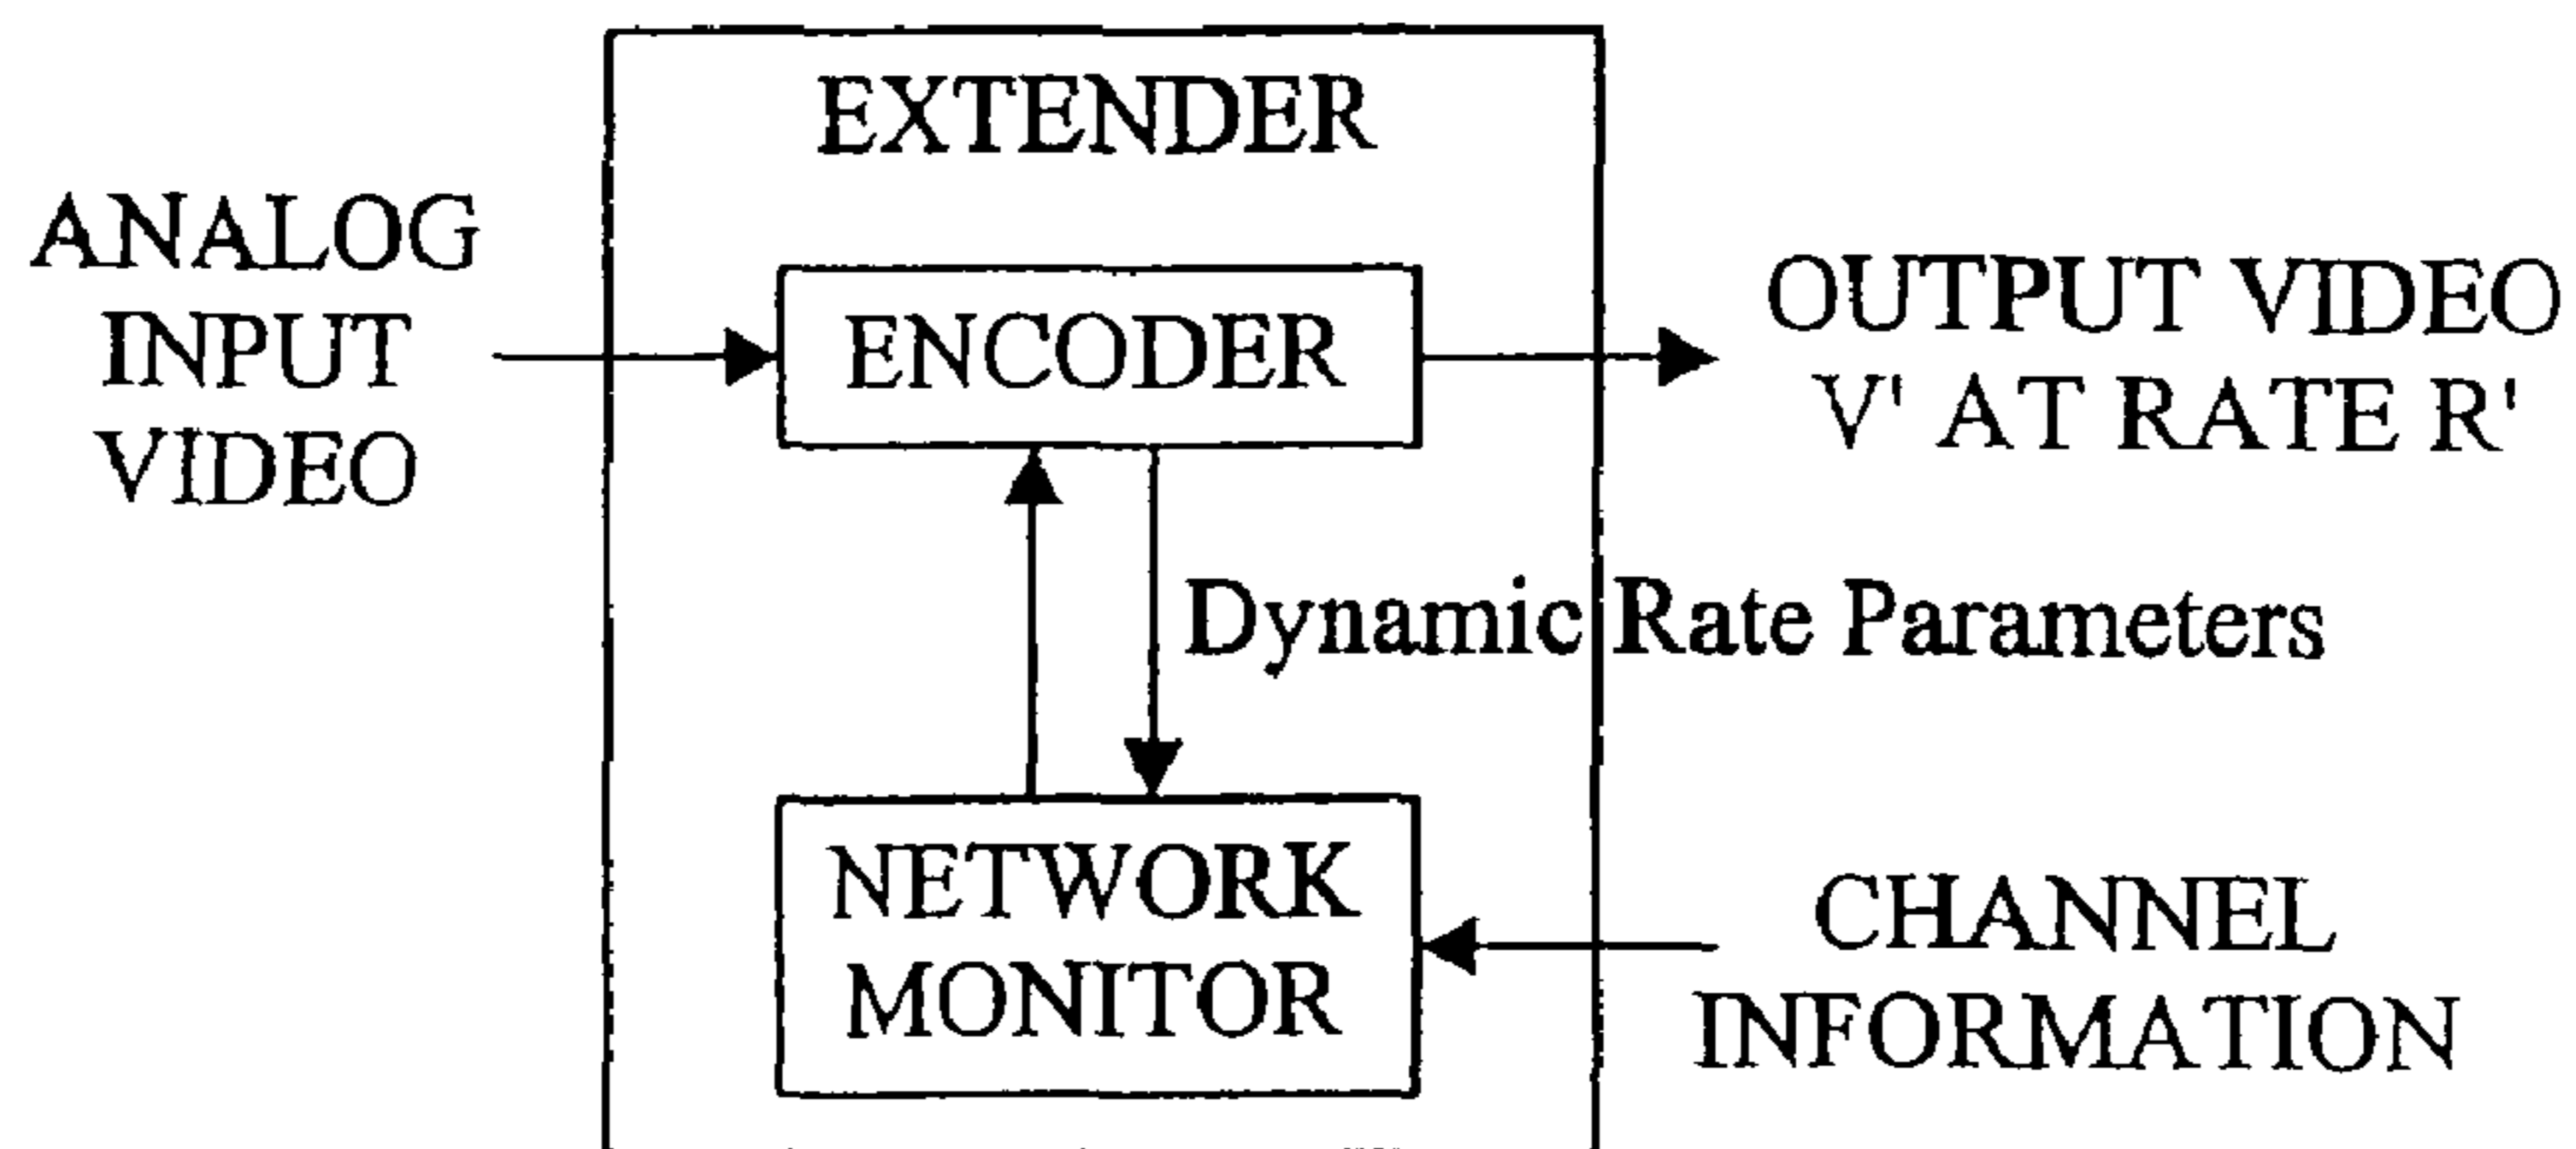 EXTENDER
ANALOG
INPUT
VIDEO
ENCODER
OUTPUT VIDEO
V' AT RATE R'
Dynamic Rate Parameters
NETWORK
MONITOR
CHANNEL
INFORMATION